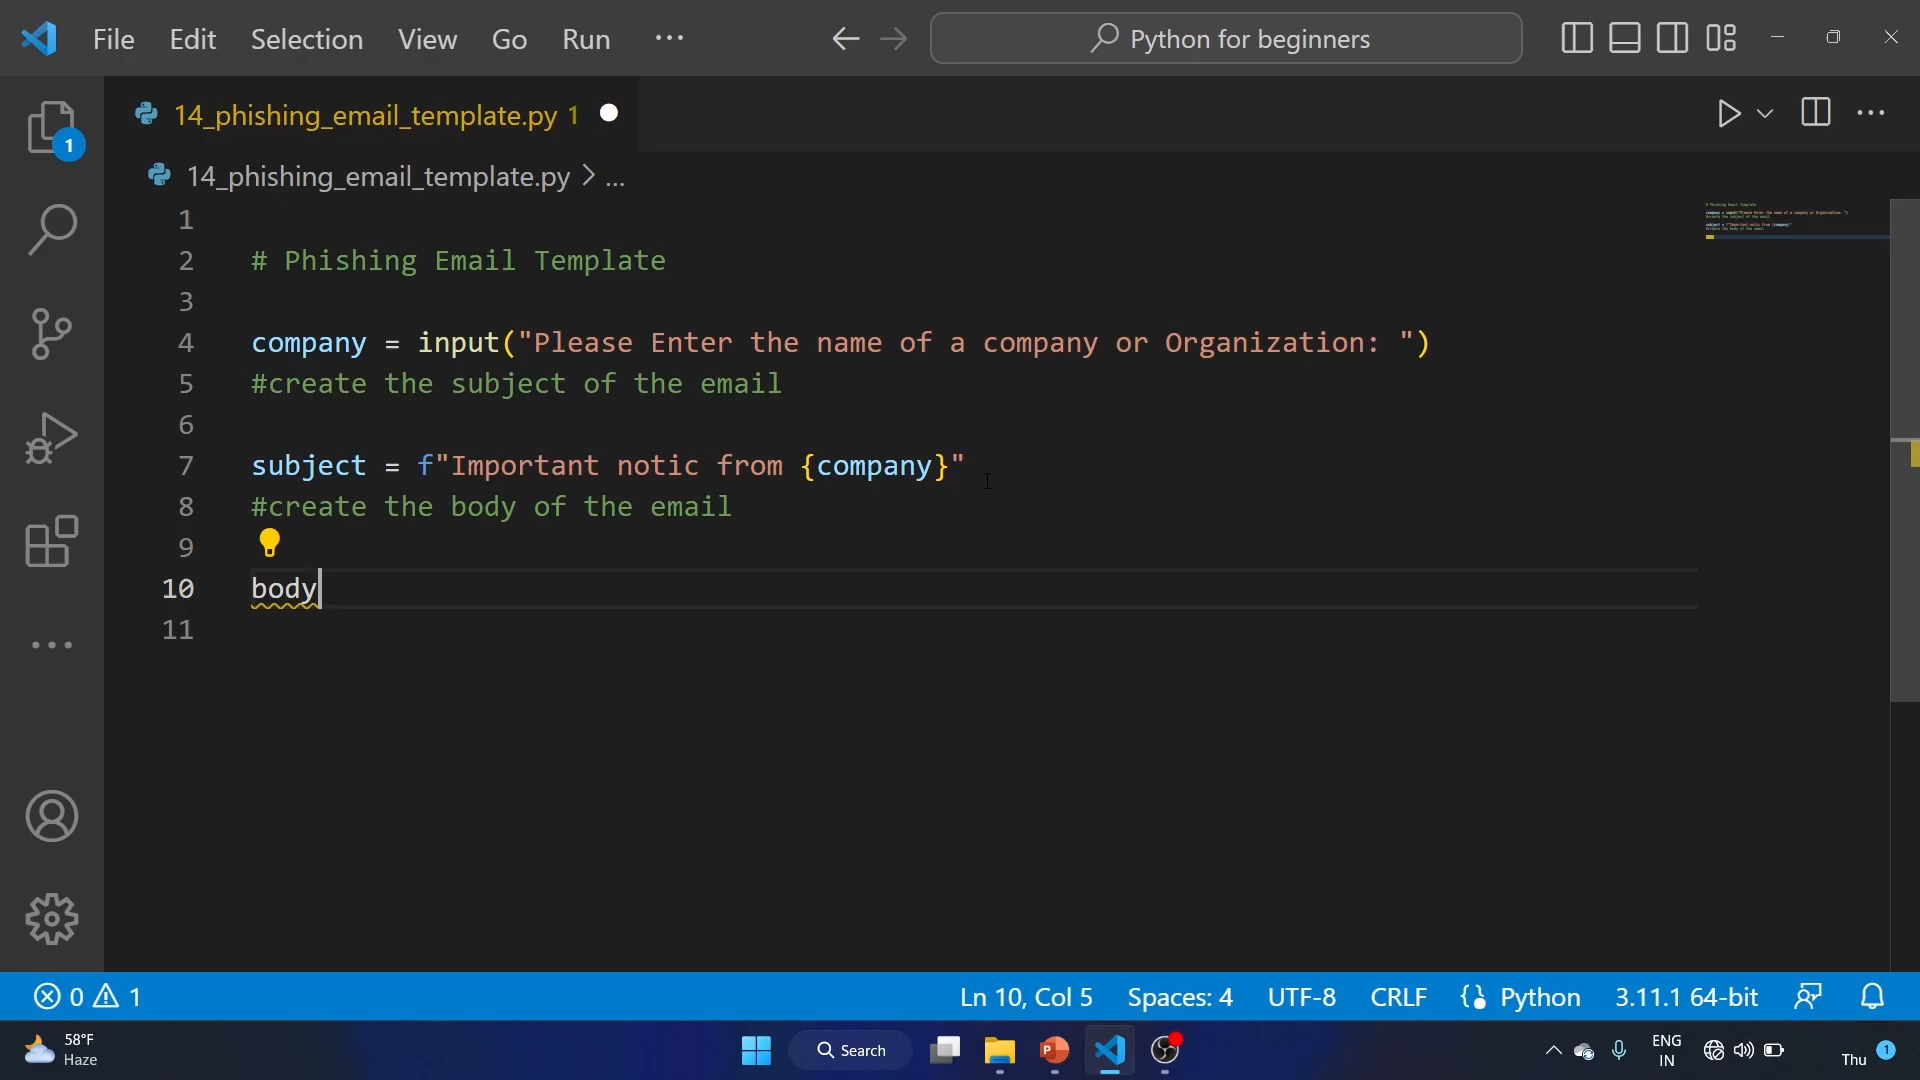 File Edit Selection View Go Run ... Python for beginners
14_phishing_email_template.py 1
1
14_phishing_email_template.py > ...
1
2 # Phishing Email Template
3
4 company = input("Please Enter the name of a company or Organization: ")
5 #create the subject of the email
6
7 subject = f"Important notic from {company}"
8 #create the body of the email
9
10 body
11
0 1 Ln 10, Col 5 Spaces: 4 UTF-8 CRLF Python 3.11.1 64-bit
58°F
Haze
Search
ENG
IN
Thu 1